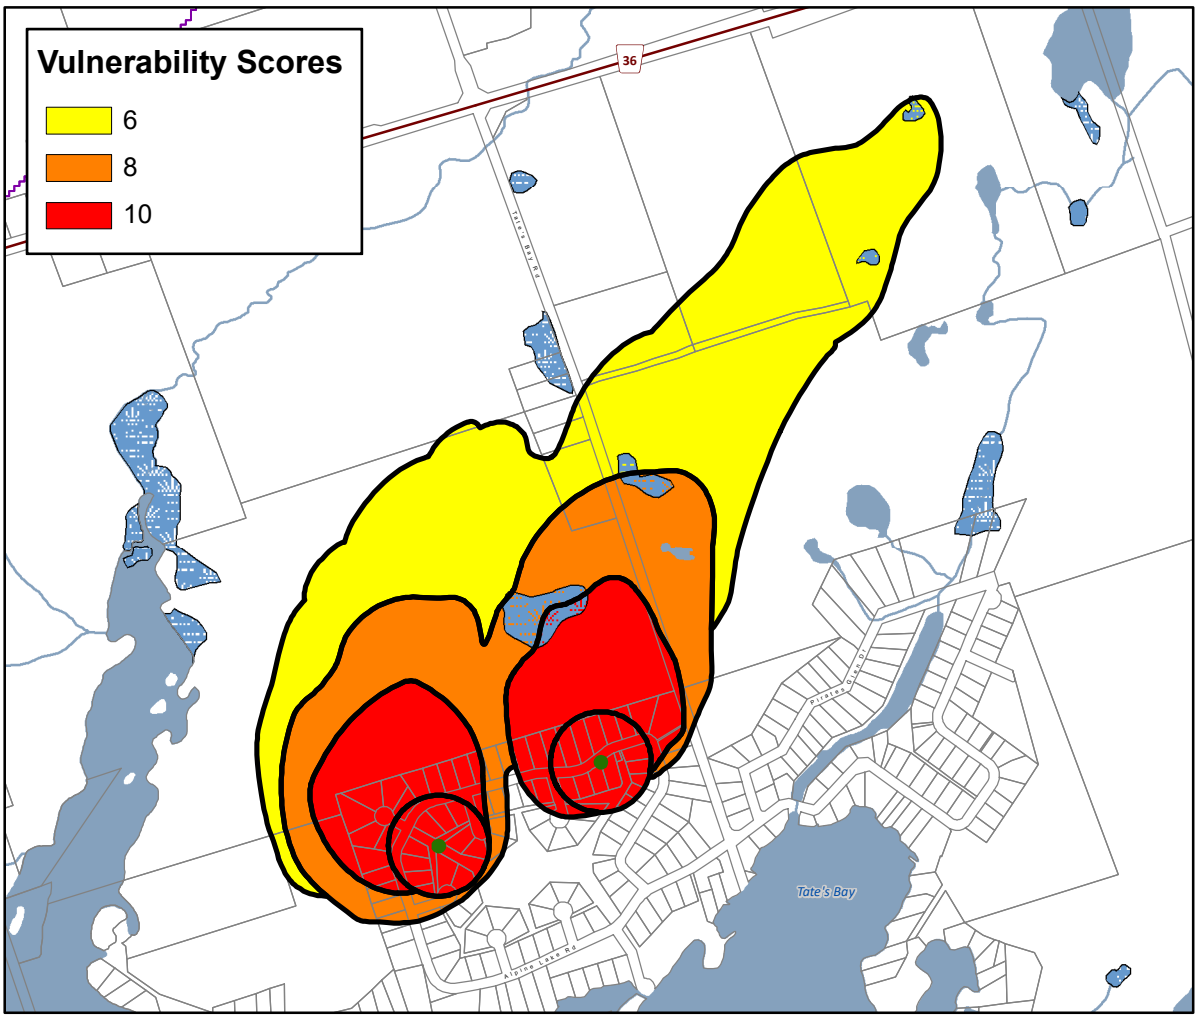 Vulnerability Scores
6
8
10
36
Tate's Bay Rd
Pirates Glen Dr
Tate's Bay
Alpine Lake Rd